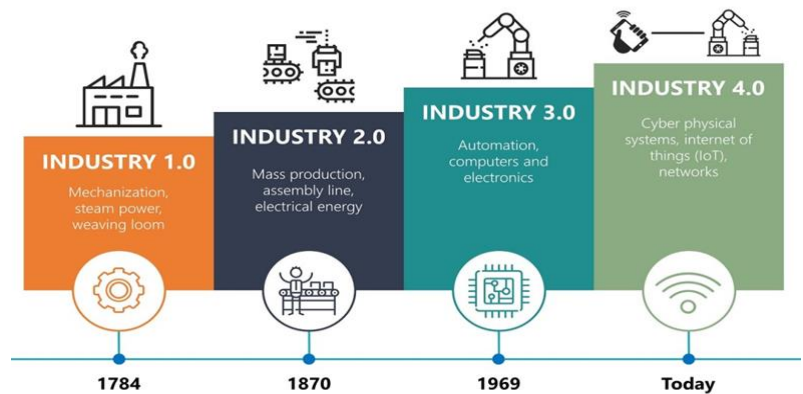 INDUSTRY 1.0
Mechanization,
steam power,
weaving loom
INDUSTRY 2.0
Mass production,
assembly line,
electrical energy
INDUSTRY 3.0
Automation,
computers and
electronics
INDUSTRY 4.0
Cyber physical
systems, internet of
things (IoT),
networks
1784
1870
1969
Today